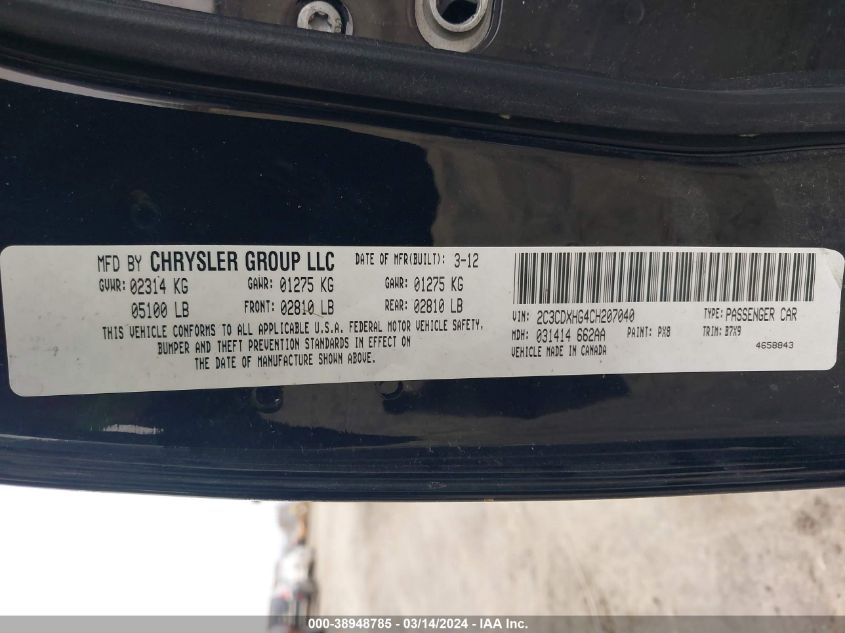 MFD BY CHRYSLER GROUP LLC DATE OF MFR(BUILT): 3-12
GVWR: 02314 KG GAWR: 01275 KG GAWR: 01275 KG
05100 LB FRONT: 02810 LB REAR: 02810 LB
THIS VEHICLE CONFORMS TO ALL APPLICABLE U.S.A. FEDERAL MOTOR VEHICLE SAFETY,
BUMPER AND THEFT PREVENTION STANDARDS IN EFFECT ON
THE DATE OF MANUFACTURE SHOWN ABOVE.
VIN: 2C3CDXHG4CH207040 TYPE: PASSENGER CAR
MDH: 031414 662AA PAINT: PX8 TRIM: B7X9
VEHICLE MADE IN CANADA 4658843
000-38948785 / 03/14/2024 - IAA Inc.